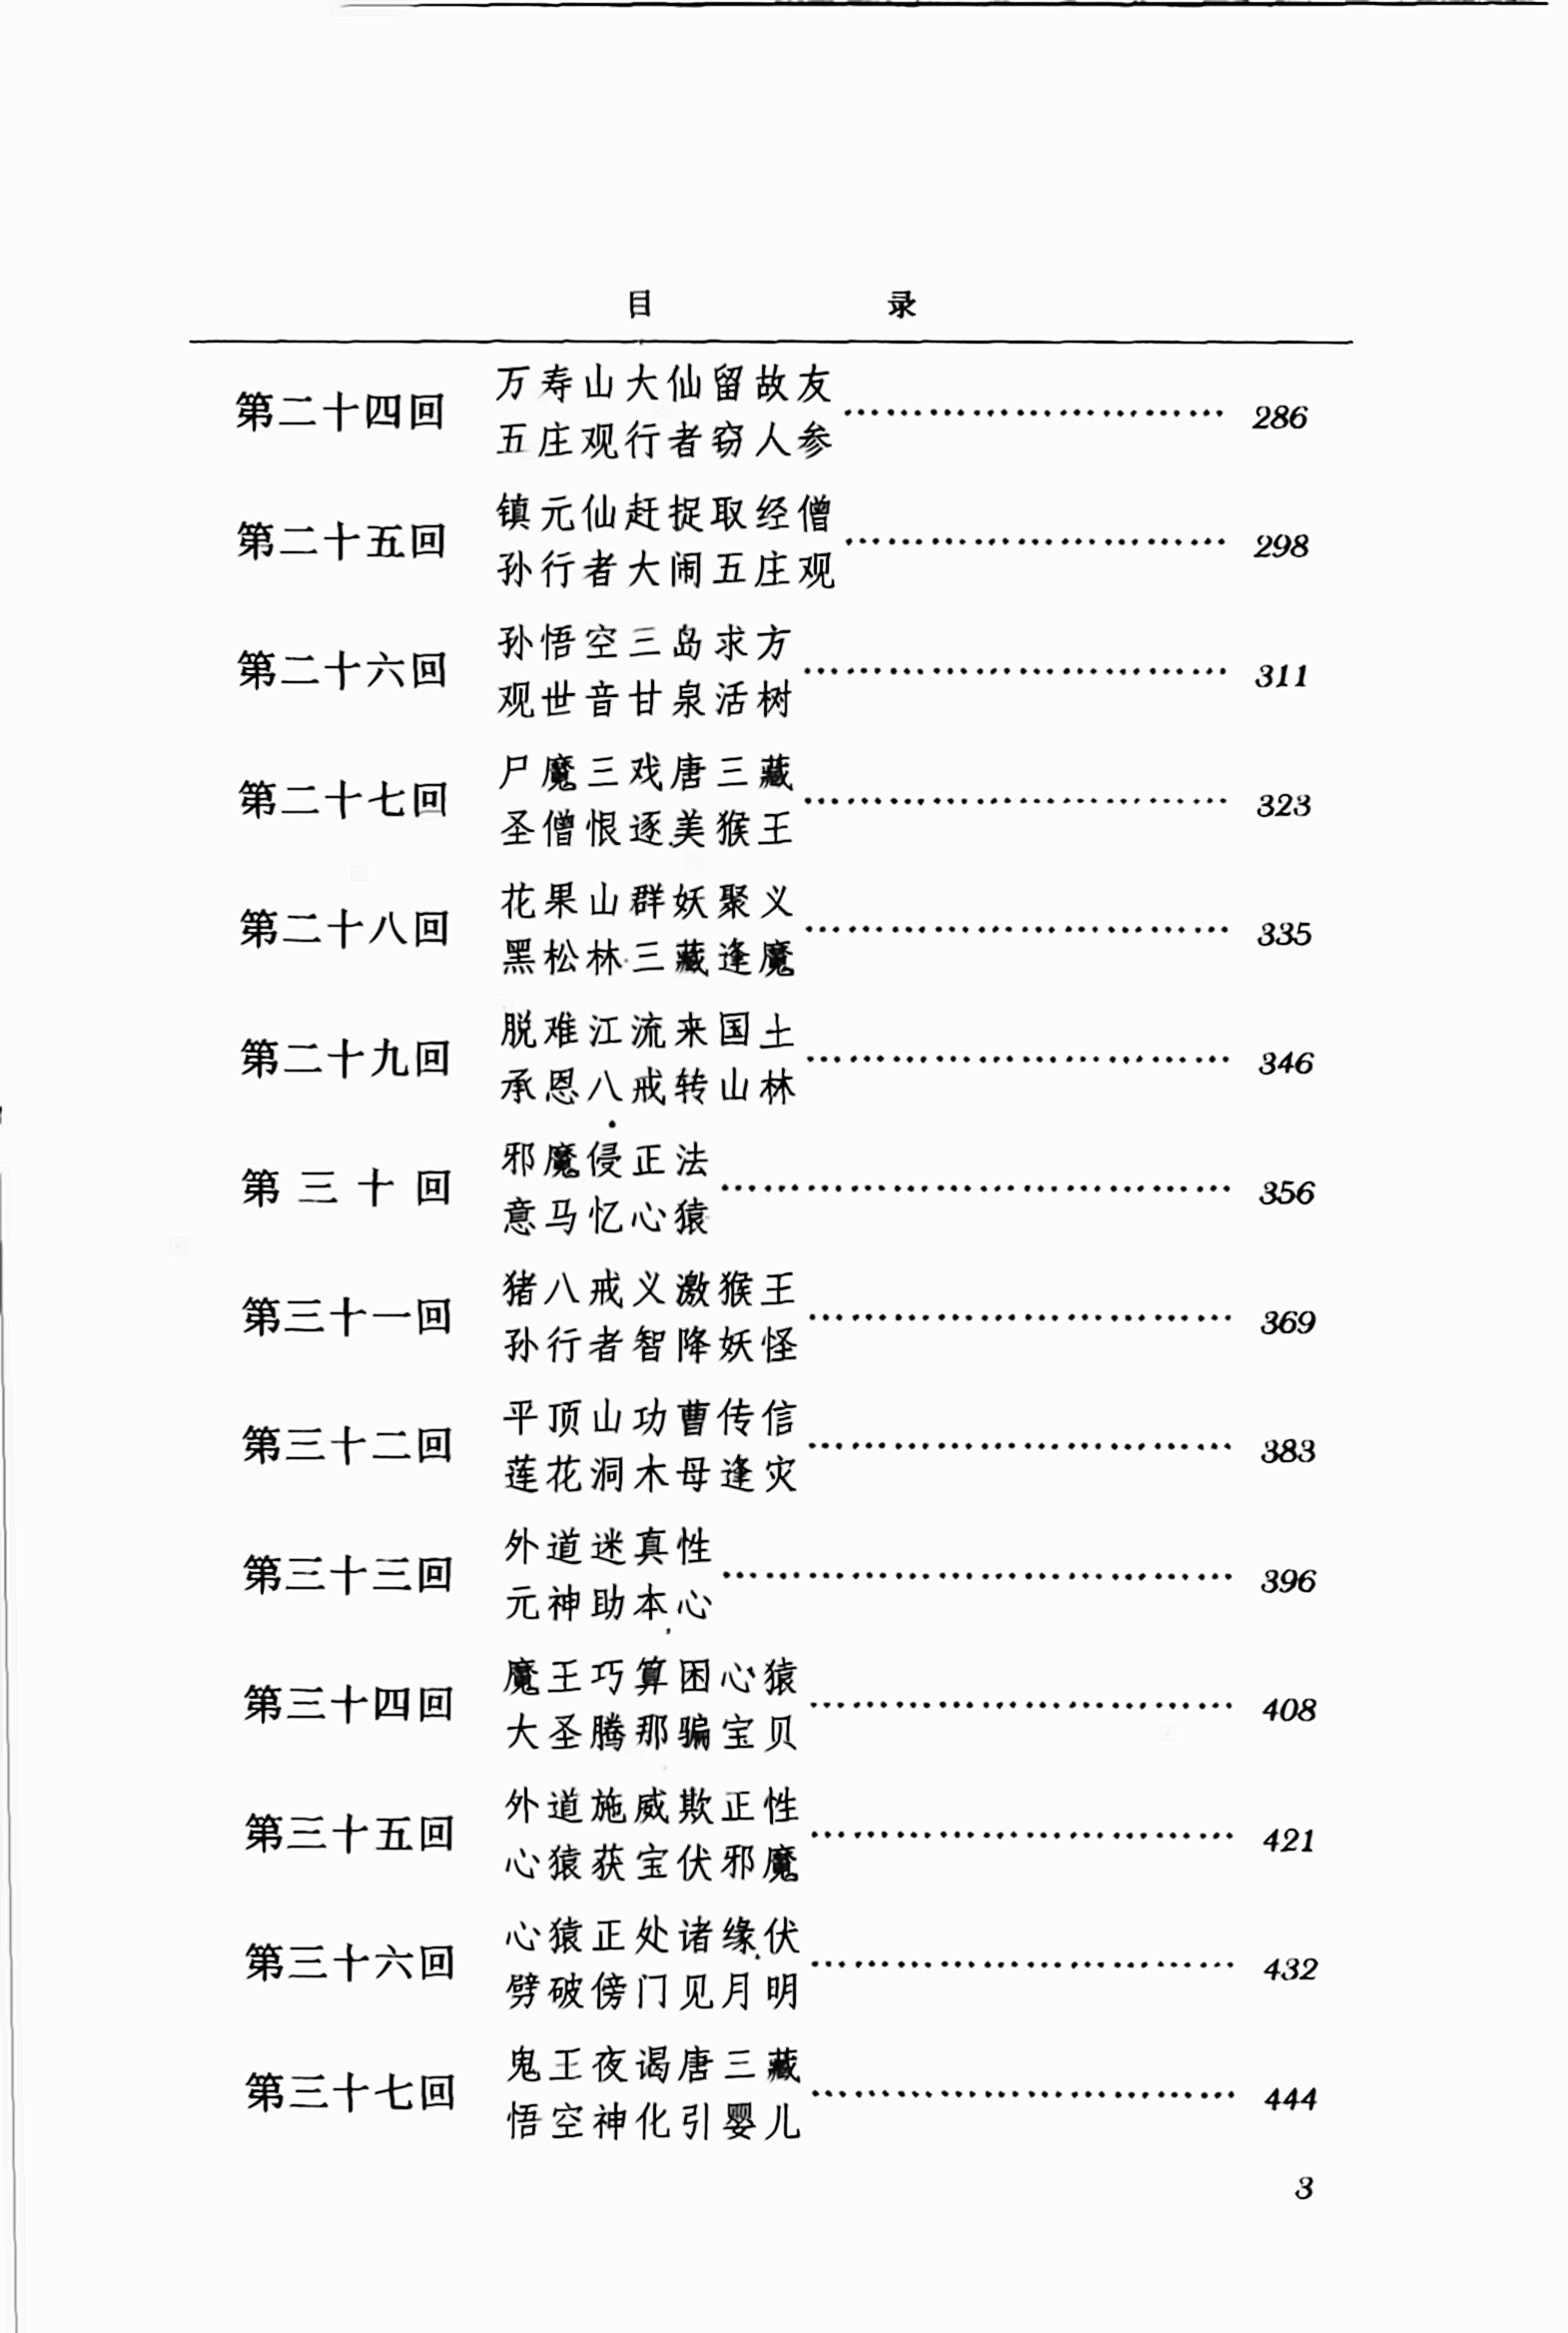 目 录
第二十四回 万寿山大仙留故友
五庄观行者窃人参 …… 286
第二十五回 镇元仙赶捉取经僧
孙行者大闹五庄观 …… 298
第二十六回 孙悟空三岛求方
观世音甘泉活树 …… 311
第二十七回 尸魔三戏唐三藏
圣僧恨逐美猴王 …… 323
第二十八回 花果山群妖聚义
黑松林三藏逢魔 …… 335
第二十九回 脱难江流来国土
承恩八戒转山林 …… 346
第三十回 邪魔侵正法
意马忆心猿 …… 356
第三十一回 猪八戒义激猴王
孙行者智降妖怪 …… 369
第三十二回 平顶山功曹传信
莲花洞木母逢灾 …… 383
第三十三回 外道迷真性
元神助本心 …… 396
第三十四回 魔王巧算困心猿
大圣腾那骗宝贝 …… 408
第三十五回 外道施威欺正性
心猿获宝伏邪魔 …… 421
第三十六回 心猿正处诸缘伏
劈破傍门见月明 …… 432
第三十七回 鬼王夜谒唐三藏
悟空神化引婴儿 …… 444
3